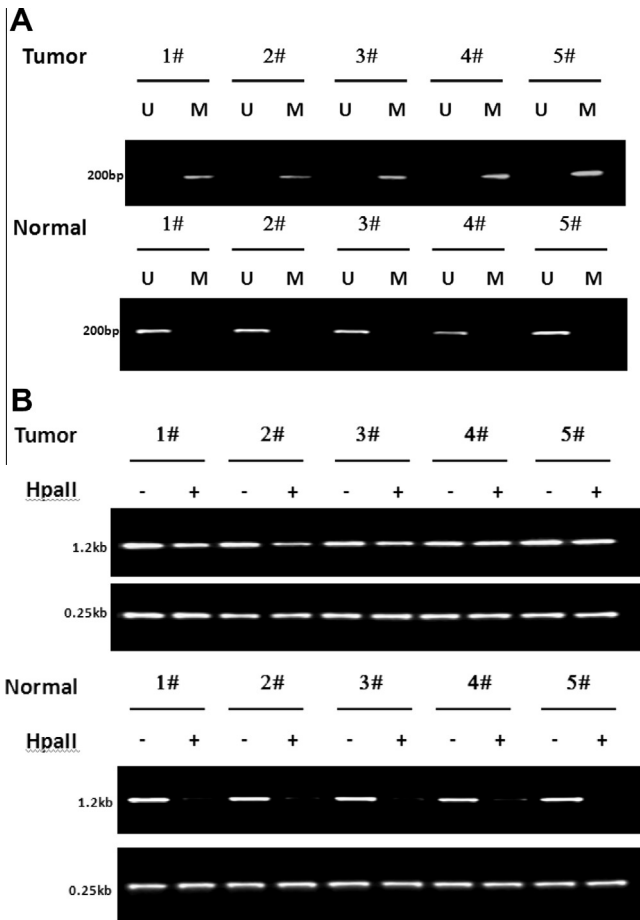 A
Tumor 1# 2# 3# 4# 5#
U M U M U M U M U M
200bp
Normal 1# 2# 3# 4# 5#
U M U M U M U M U M
200bp
B
Tumor 1# 2# 3# 4# 5#
HpaII - + - + - + - + - +
1.2kb
0.25kb
Normal 1# 2# 3# 4# 5#
HpaII - + - + - + - + - +
1.2kb
0.25kb